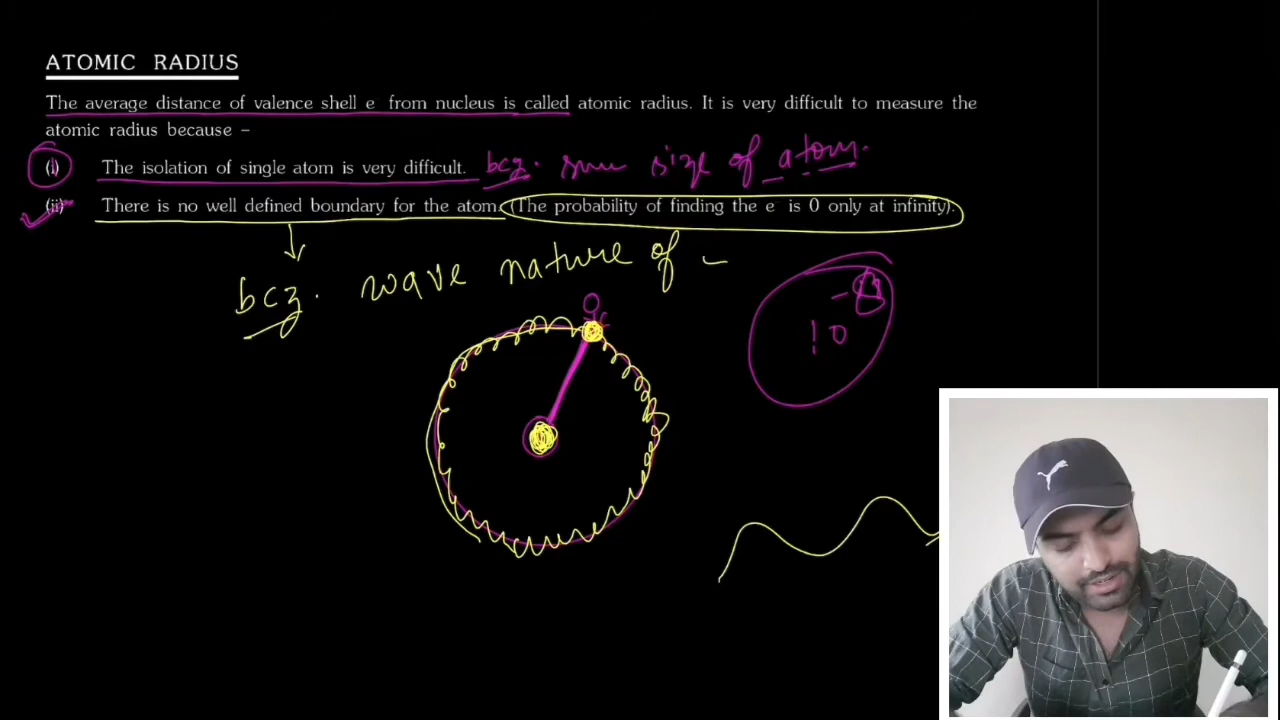 ATOMIC RADIUS
The average distance of valence shell e from nucleus is called atomic radius. It is very difficult to measure the
atomic radius because –
(i) The isolation of single atom is very difficult. bcz. size of atom.
(ii) There is no well defined boundary for the atom. (The probability of finding the e is 0 only at infinity).
bcz. wave nature of -
10